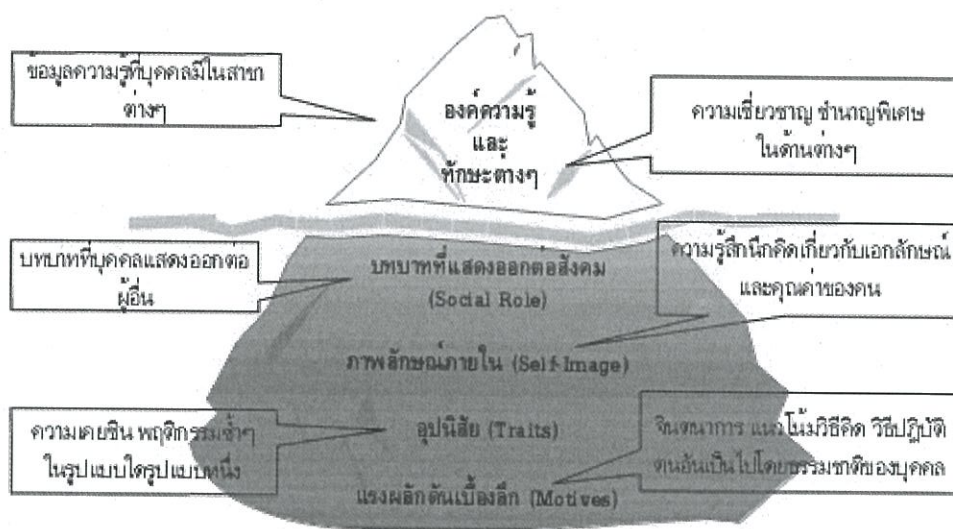 ข้อมูลความรู้ที่บุคคลมีในสาขา
ต่างๆ
องค์ความรู้
และ
ทักษะต่างๆ
ความเชี่ยวชาญ ชำนาญพิเศษ
ในด้านต่างๆ
บทบาทที่บุคคลแสดงออกต่อ
ผู้อื่น
บทบาทที่แสดงออกต่อสังคม
(Social Role)
ความรู้สึกนึกคิดเกี่ยวกับเอกลักษณ์
และคุณค่าของตน
ภาพลักษณ์ภายใน (Self-Image)
ความเคยชิน พฤติกรรมซ้ำๆ
ในรูปแบบใดรูปแบบหนึ่ง
อุปนิสัย (Traits)
จินตนาการ แนวโน้มวิธีคิด วิธีปฏิบัติ
ตนอันเป็นไปโดยธรรมชาติของบุคคล
แรงผลักดันเบื้องลึก (Motives)